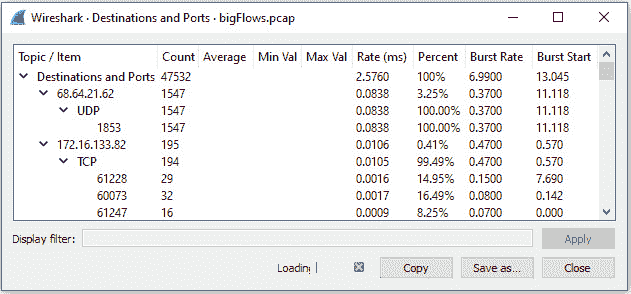 Wireshark · Destinations and Ports · bigFlows.pcap
Topic / Item Count Average Min Val Max Val Rate (ms) Percent Burst Rate Burst Start
Destinations and Ports 47532 2.5760 100% 6.9900 13.045
68.64.21.62 1547 0.0838 3.25% 0.3700 11.118
UDP 1547 0.0838 100.00% 0.3700 11.118
1853 1547 0.0838 100.00% 0.3700 11.118
172.16.133.82 195 0.0106 0.41% 0.4700 0.570
TCP 194 0.0105 99.49% 0.4700 0.570
61228 29 0.0016 14.95% 0.1500 7.690
60073 32 0.0017 16.49% 0.0800 0.142
61247 16 0.0009 8.25% 0.0700 0.000
Display filter: Apply
Loading Copy Save as... Close